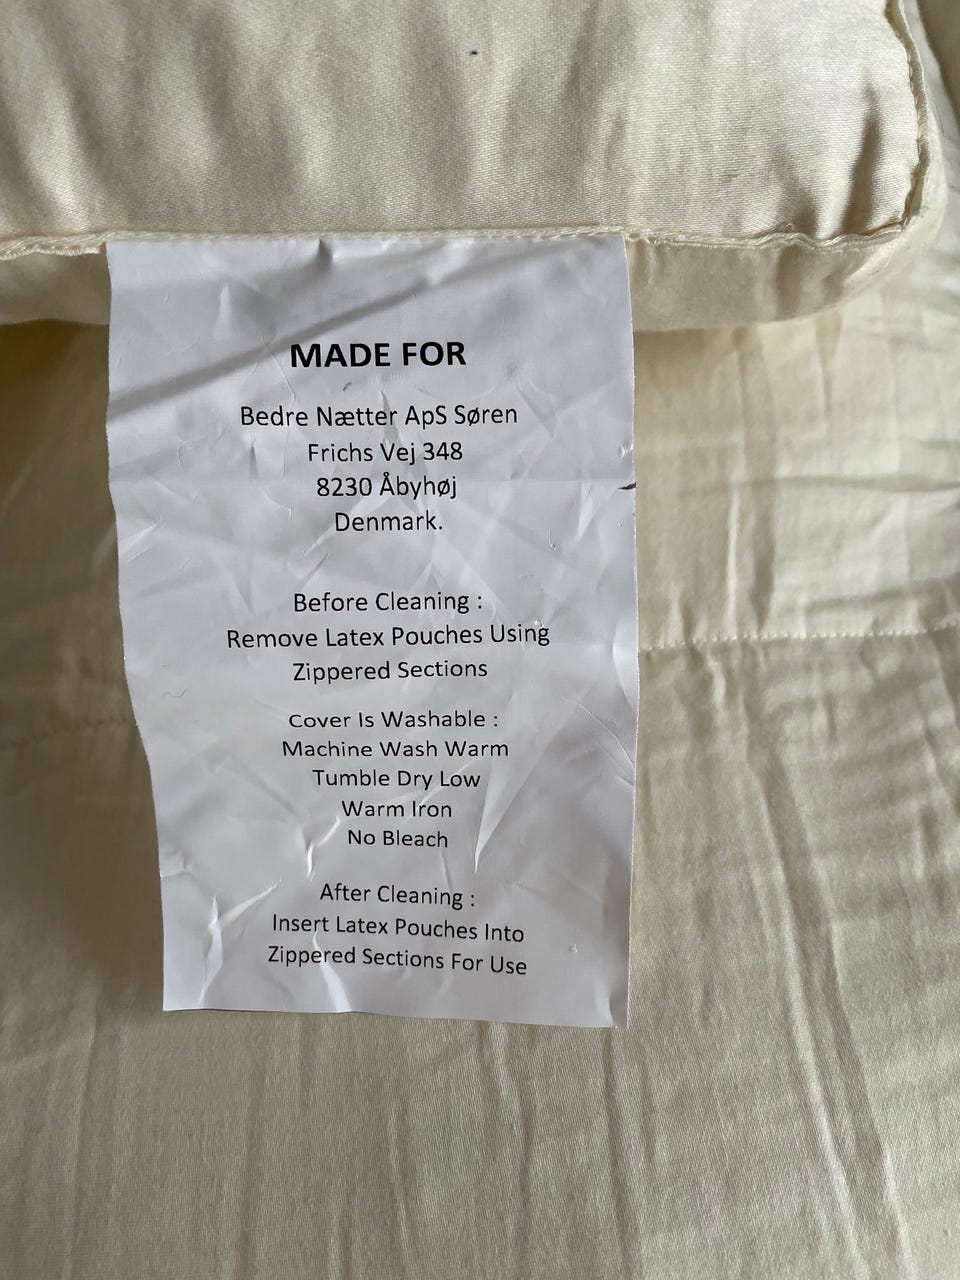 MADE FOR
Bedre Nætter ApS Søren
Frichs Vej 348
8230 Åbyhøj
Denmark.
Before Cleaning :
Remove Latex Pouches Using
Zippered Sections
Cover Is Washable :
Machine Wash Warm
Tumble Dry Low
Warm Iron
No Bleach
After Cleaning :
Insert Latex Pouches Into
Zippered Sections For Use